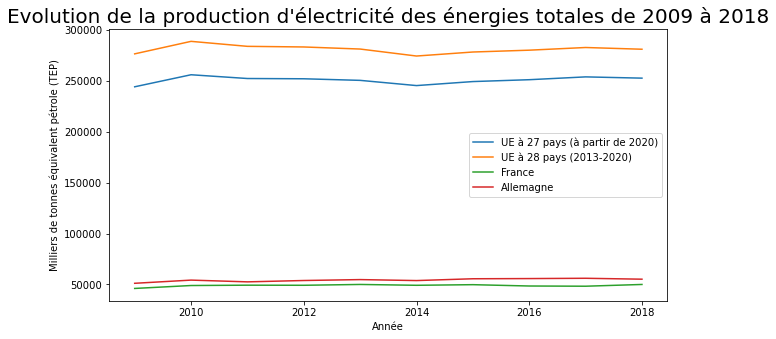 Evolution de la production d'électricité des énergies totales de 2009 à 2018
300000
250000
200000
150000
100000
50000
Milliers de tonnes équivalent pétrole (TEP)
UE à 27 pays (à partir de 2020)
UE à 28 pays (2013-2020)
France
Allemagne
2010
2012
2014
2016
2018
Année